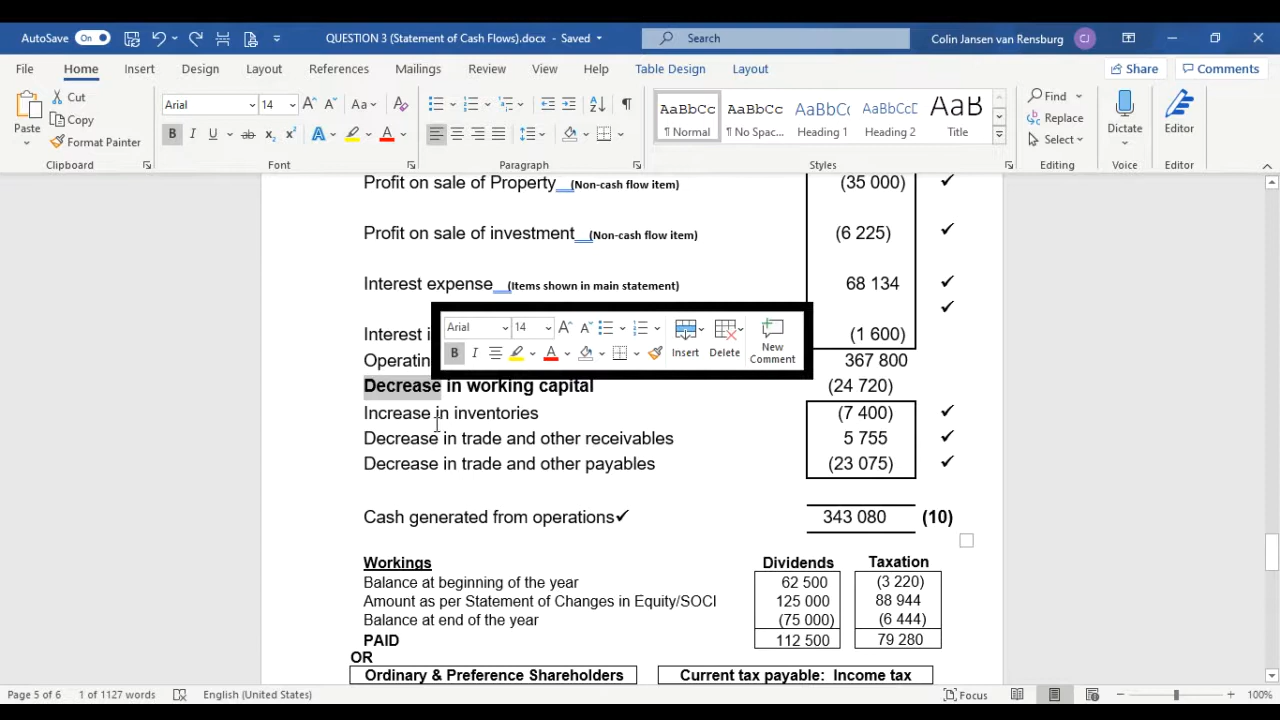 AutoSave On QUESTION 3 (Statement of Cash Flows).docx - Saved Search Colin Jansen van Rensburg CJ
File Home Insert Design Layout References Mailings Review View Help Table Design Layout Share Comments
Paste Cut Copy Format Painter
Arial 14 A A Aa A
B I U ab x₂ x² A A
AaBbCc AaBbCc AaBbCc AaBbCcD AaB
¶ Normal ¶ No Spac... Heading 1 Heading 2 Title
Find Replace Select Dictate Editor
Clipboard Font Paragraph Styles Editing Voice Editor
Profit on sale of Property (Non-cash flow item) (35 000) ✓
Profit on sale of investment (Non-cash flow item) (6 225) ✓
Interest expense (Items shown in main statement) 68 134 ✓
✓
Interest i (1 600)
Operatin 367 800
Arial 14 A A
B I A Insert Delete New Comment
Decrease in working capital (24 720)
Increase in inventories (7 400) ✓
Decrease in trade and other receivables 5 755 ✓
Decrease in trade and other payables (23 075) ✓
Cash generated from operations✓ 343 080 (10)
Workings Dividends Taxation
Balance at beginning of the year 62 500 (3 220)
Amount as per Statement of Changes in Equity/SOCI 125 000 88 944
Balance at end of the year (75 000) (6 444)
PAID 112 500 79 280
OR
Ordinary & Preference Shareholders Current tax payable: Income tax
Page 5 of 6 1 of 1127 words English (United States) Focus 100%